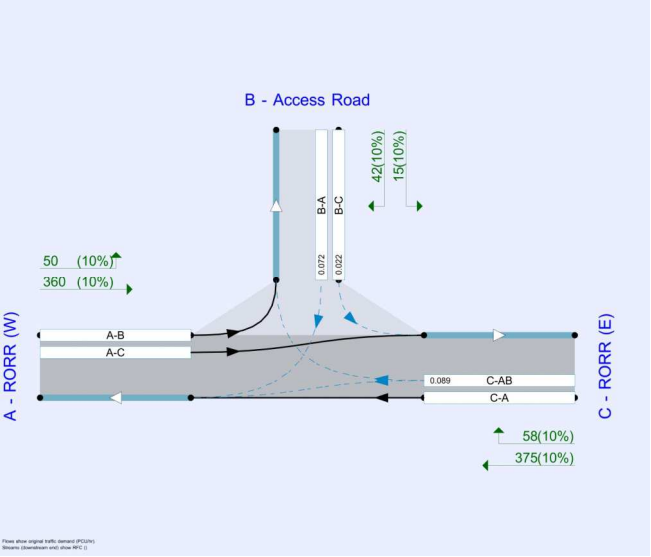 B - Access Road
42(10%)
15(10%)
B-A
B-C
0.072
0.022
50 (10%)
360 (10%)
A - RORR (W)
A-B
A-C
C - RORR (E)
0.089 C-AB
C-A
58(10%)
375(10%)
Flows show original traffic demand (PCU/hr)
Streams (downstream end) show RFC ()